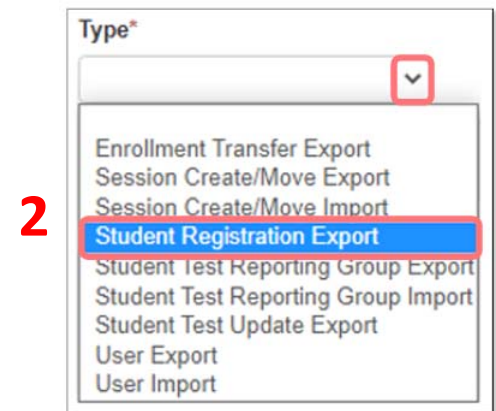 Type*
Enrollment Transfer Export
Session Create/Move Export
Session Create/Move Import
2
Student Registration Export
Student Test Reporting Group Export
Student Test Reporting Group Import
Student Test Update Export
User Export
User Import